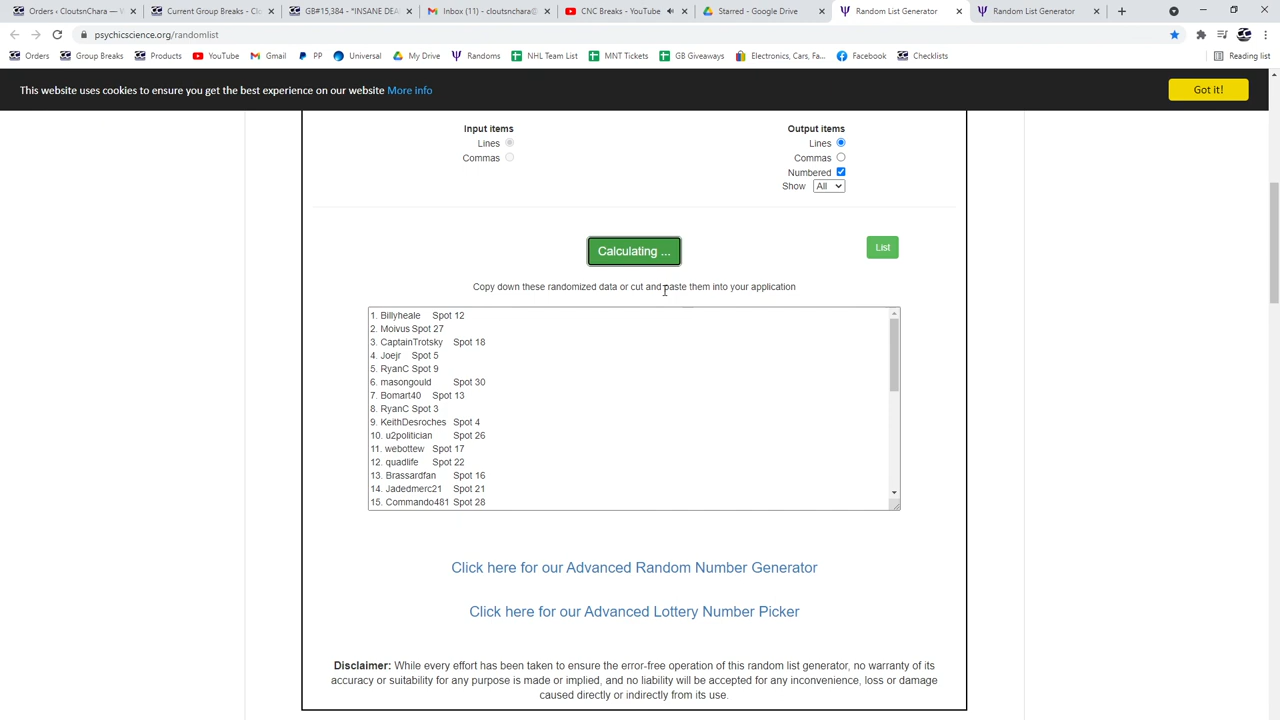 Orders ‹ CloutsnChara — W
Current Group Breaks – Clo
GB#15,384 - "INSANE DEAL
Inbox (11) - cloutsnchara@
CNC Breaks
Starred - Google Drive
Random List Generator
Random List Generator
psychicscience.org/randomlist
Orders
Group Breaks
Products
YouTube
Gmail
PP
Universal
My Drive
Randoms
NHL Team List
MNT Tickets
GB Giveaways
Electronics, Cars, Fa...
Facebook
Checklists
Reading list
This website uses cookies to ensure you get the best experience on our website More info
Got it!
Input items
Lines
Commas
Output items
Lines
Commas
Numbered
Show All
Calculating ...
List
Copy down these randomized data or cut and paste them into your application
1. Billyheale Spot 12
2. Moivus Spot 27
3. CaptainTrotsky Spot 18
4. Joejr Spot 5
5. RyanC Spot 9
6. masongould Spot 30
7. Bomart40 Spot 13
8. RyanC Spot 3
9. KeithDesroches Spot 4
10. u2politician Spot 26
11. webottew Spot 17
12. quadlife Spot 22
13. Brassardfan Spot 16
14. Jadedmerc21 Spot 21
15. Commando481 Spot 28
Click here for our Advanced Random Number Generator
Click here for our Advanced Lottery Number Picker
Disclaimer: While every effort has been taken to ensure the error-free operation of this random list generator, no warranty of its
accuracy or suitability for any purpose is made or implied, and no liability will be accepted for any inconvenience, loss or damage
caused directly or indirectly from its use.